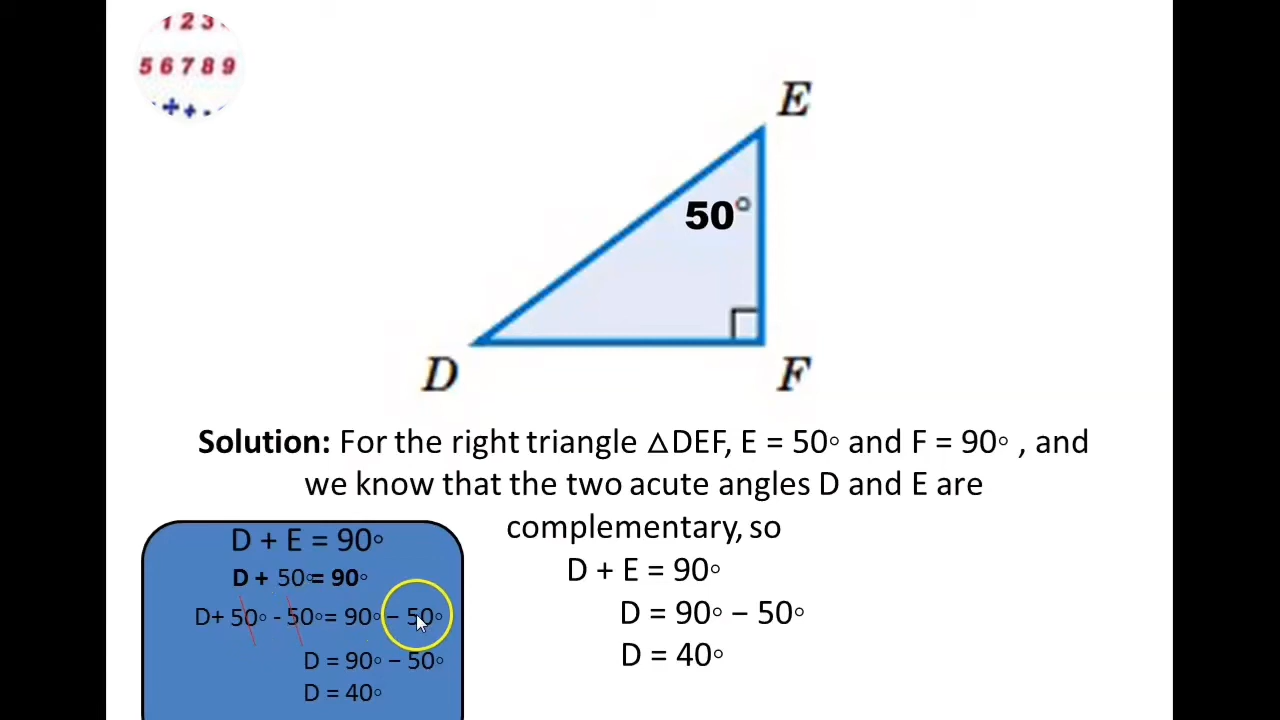 1 2 3
5 6 7 8 9
E
50°
D
F
Solution: For the right triangle △DEF, E = 50◦ and F = 90◦ , and
we know that the two acute angles D and E are
complementary, so
D + E = 90◦
D = 90◦ − 50◦
D = 40◦
D + E = 90◦
D + 50◦= 90◦
D+ 50◦ - 50◦= 90◦ − 50◦
D = 90◦ − 50◦
D = 40◦